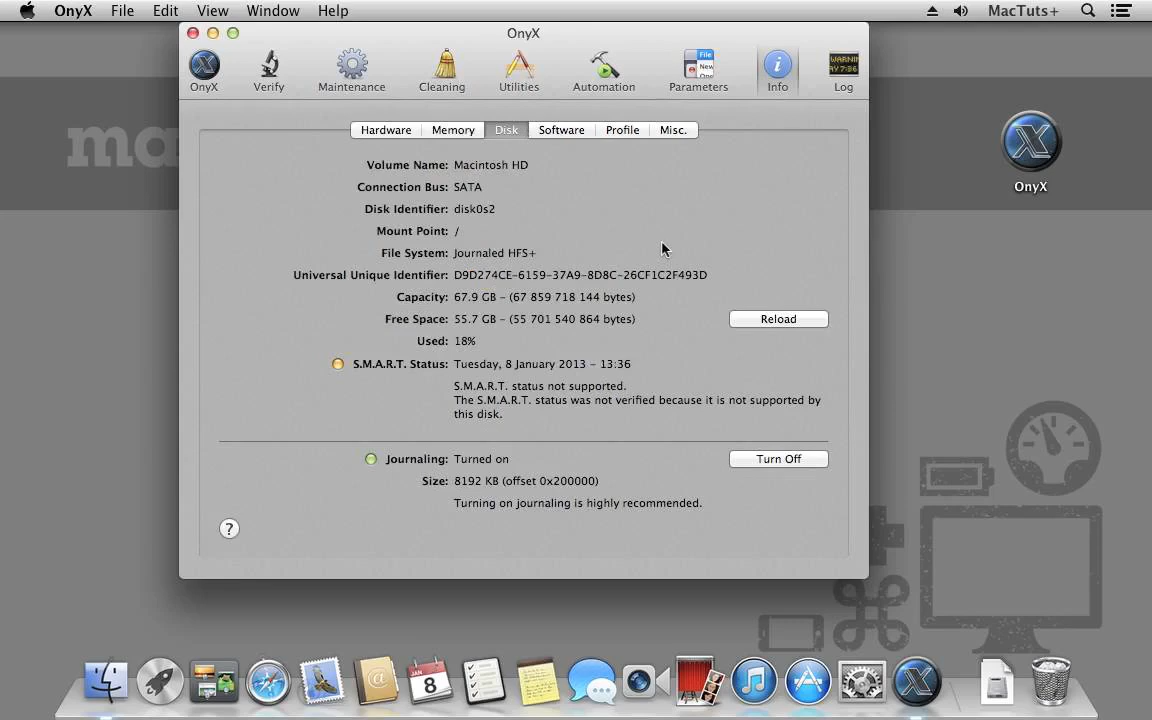 OnyX File Edit View Window Help MacTuts+
OnyX
OnyX Verify Maintenance Cleaning Utilities Automation Parameters Info Log
Hardware Memory Disk Software Profile Misc.
Volume Name: Macintosh HD
Connection Bus: SATA
Disk Identifier: disk0s2
Mount Point: /
File System: Journaled HFS+
Universal Unique Identifier: D9D274CE-6159-37A9-8D8C-26CF1C2F493D
Capacity: 67.9 GB - (67 859 718 144 bytes)
Free Space: 55.7 GB - (55 701 540 864 bytes) Reload
Used: 18%
S.M.A.R.T. Status: Tuesday, 8 January 2013 - 13:36
S.M.A.R.T. status not supported.
The S.M.A.R.T. status was not verified because it is not supported by
this disk.
Journaling: Turned on Turn Off
Size: 8192 KB (offset 0x200000)
Turning on journaling is highly recommended.
?
ma
OnyX
JAN
8